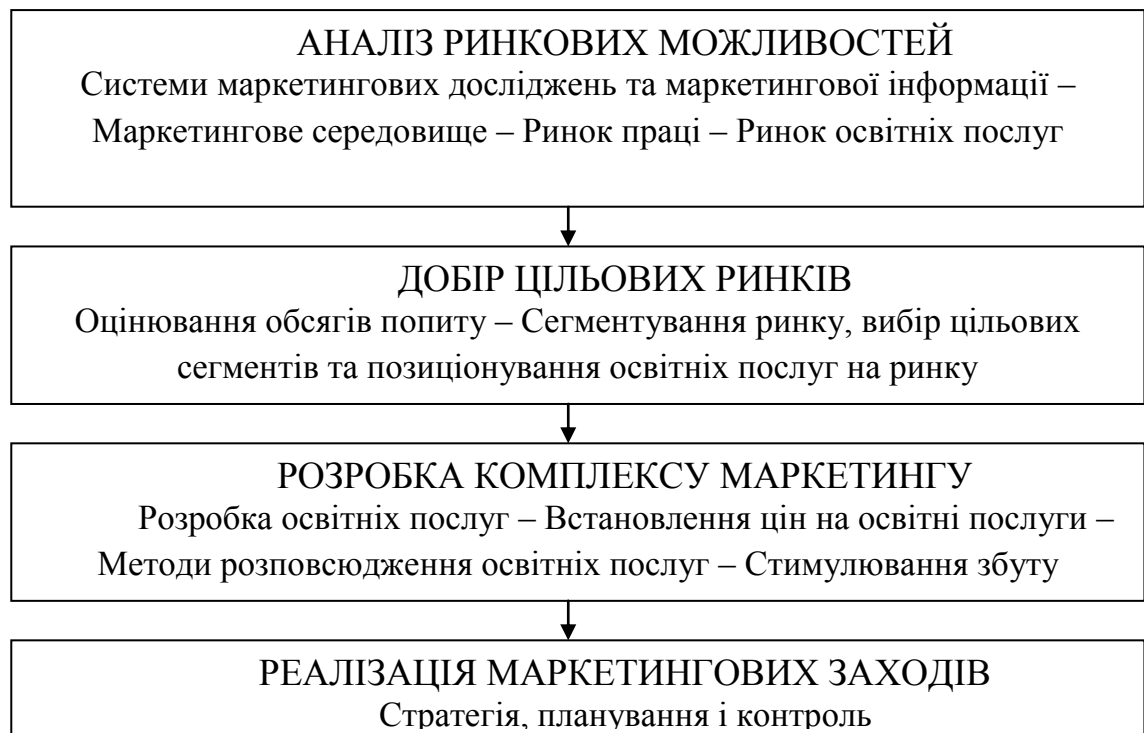 АНАЛІЗ РИНКОВИХ МОЖЛИВОСТЕЙ
Системи маркетингових досліджень та маркетингової інформації –
Маркетингове середовище – Ринок праці – Ринок освітніх послуг
ДОБІР ЦІЛЬОВИХ РИНКІВ
Оцінювання обсягів попиту – Сегментування ринку, вибір цільових
сегментів та позиціонування освітніх послуг на ринку
РОЗРОБКА КОМПЛЕКСУ МАРКЕТИНГУ
Розробка освітніх послуг – Встановлення цін на освітні послуги –
Методи розповсюдження освітніх послуг – Стимулювання збуту
РЕАЛІЗАЦІЯ МАРКЕТИНГОВИХ ЗАХОДІВ
Стратегія, планування і контроль